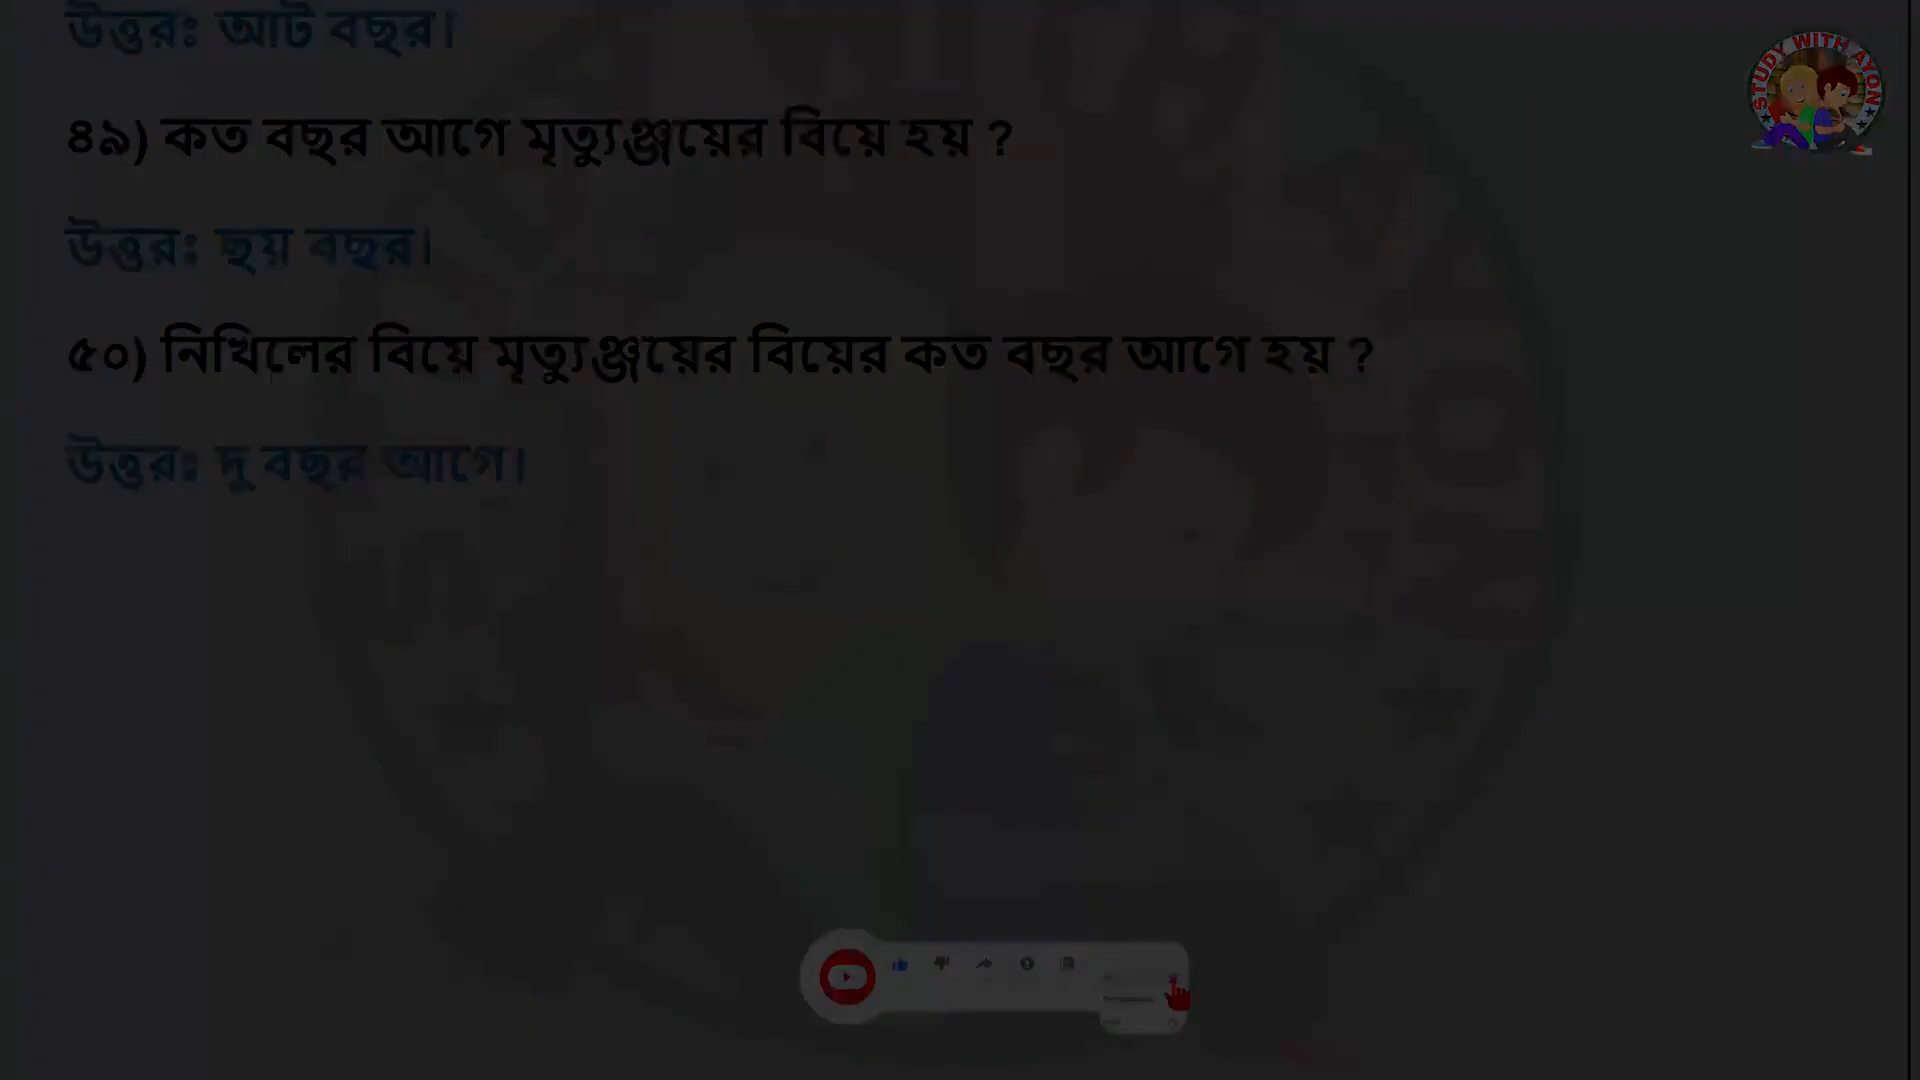 উত্তরঃ আট বছর।
STUDY WITH AYON
৪৯) কত বছর আগে মৃত্যুঞ্জয়ের বিয়ে হয় ?
উত্তরঃ ছয় বছর।
৫০) নিখিলের বিয়ে মৃত্যুঞ্জয়ের বিয়ের কত বছর আগে হয় ?
উত্তরঃ দু বছর আগে।